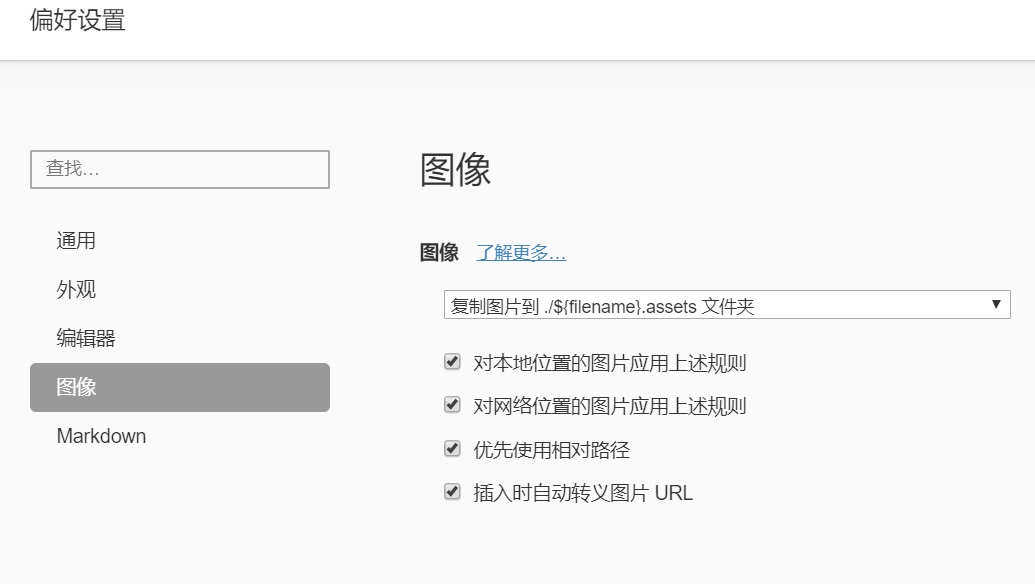 偏好设置
查找…
通用
外观
编辑器
图像
Markdown
图像
图像 了解更多…
复制图片到 ./${filename}.assets 文件夹
对本地位置的图片应用上述规则
对网络位置的图片应用上述规则
优先使用相对路径
插入时自动转义图片 URL